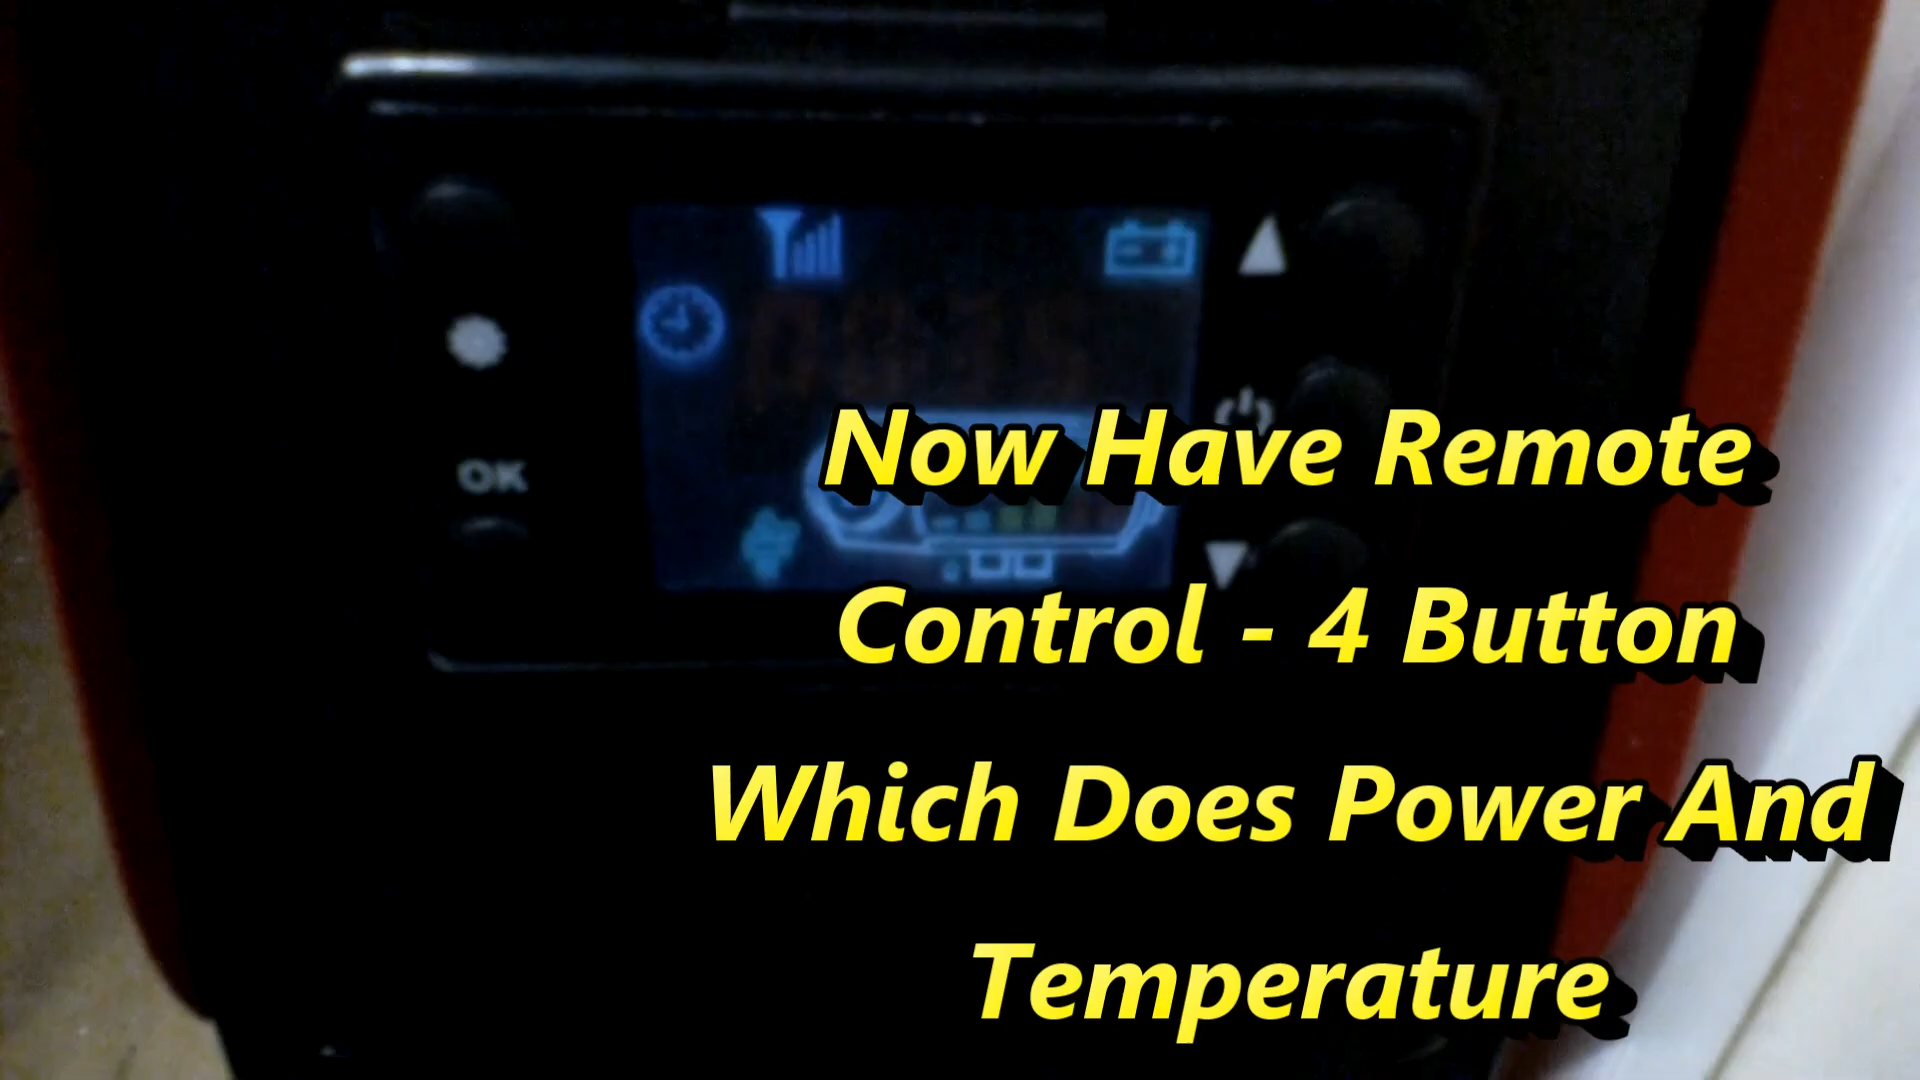 OK
Now Have Remote
Control - 4 Button
Which Does Power And
Temperature